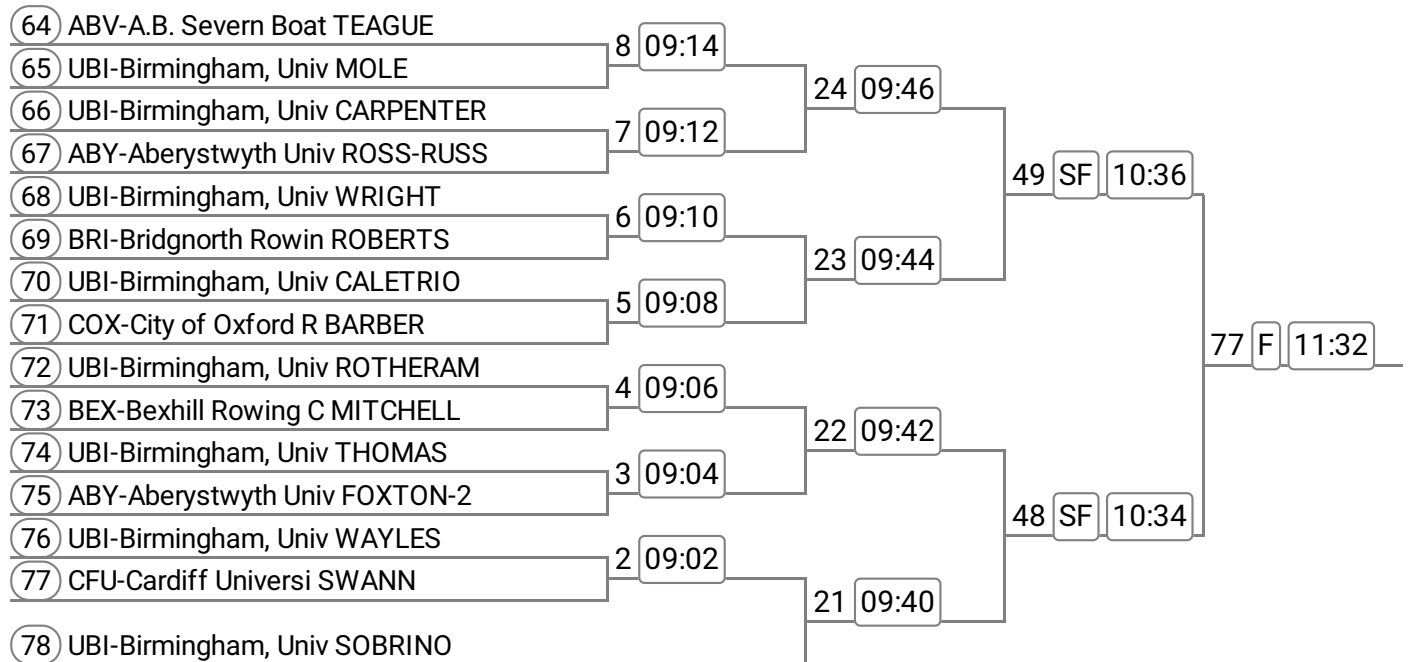 64 ABV-A.B. Severn Boat TEAGUE
8 09:14
65 UBI-Birmingham, Univ MOLE
24 09:46
66 UBI-Birmingham, Univ CARPENTER
7 09:12
67 ABY-Aberystwyth Univ ROSS-RUSS
49 SF 10:36
68 UBI-Birmingham, Univ WRIGHT
6 09:10
69 BRI-Bridgnorth Rowin ROBERTS
23 09:44
70 UBI-Birmingham, Univ CALETRIO
5 09:08
71 COX-City of Oxford R BARBER
77 F 11:32
72 UBI-Birmingham, Univ ROTHERAM
4 09:06
73 BEX-Bexhill Rowing C MITCHELL
22 09:42
74 UBI-Birmingham, Univ THOMAS
3 09:04
75 ABY-Aberystwyth Univ FOXTON-2
48 SF 10:34
76 UBI-Birmingham, Univ WAYLES
2 09:02
77 CFU-Cardiff Universi SWANN
21 09:40
78 UBI-Birmingham, Univ SOBRINO